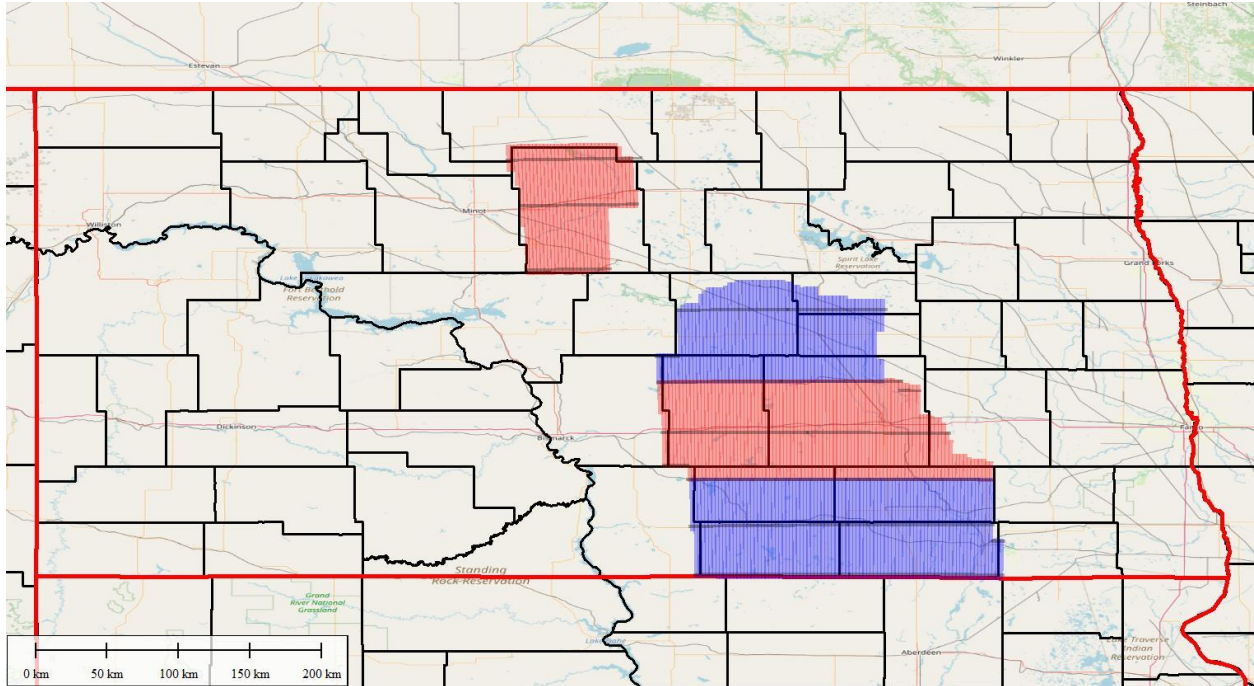 Steinbach
Estevan
Winkler
Williston
Minot
Spirit Lake
Reservation
Grand Forks
Lake Sakakawea
Fort Berthold
Reservation
Dickinson
Bismarck
Fargo
Standing
Rock Reservation
Grand
River National
Grassland
Lake Oahe
Aberdeen
Lake Traverse
Indian
Reservation
0 km 50 km 100 km 150 km 200 km